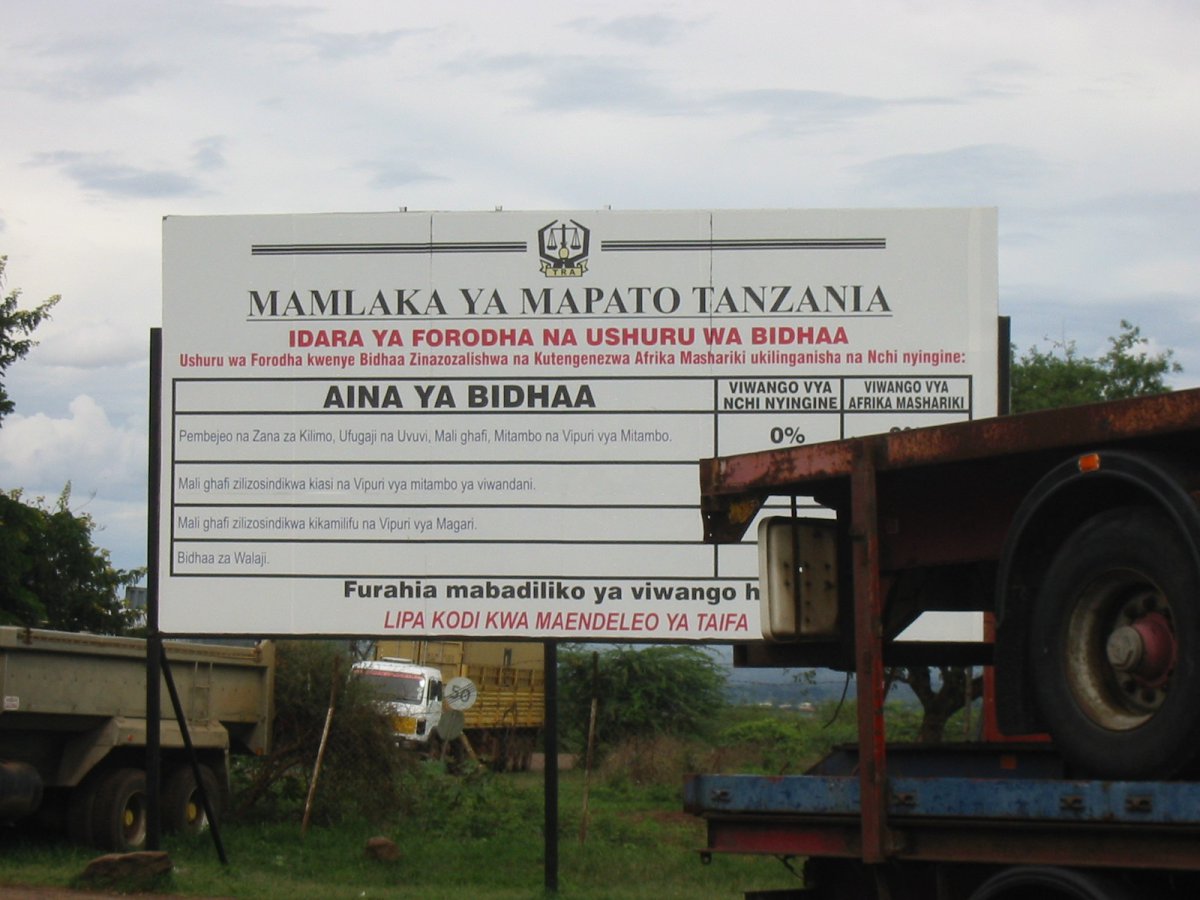 TRA
MAMLAKA YA MAPATO TANZANIA
IDARA YA FORODHA NA USHURU WA BIDHAA
Ushuru wa Forodha kwenye Bidhaa Zinazozalishwa na Kutengenezwa Afrika Mashariki ukilinganisha na Nchi nyingine:
AINA YA BIDHAA
VIWANGO VYA
NCHI NYINGINE
VIWANGO VYA
AFRIKA MASHARIKI
Pembejeo na Zana za Kilimo, Ufugaji na Uvuvi, Mali ghafi, Mitambo na Vipuri vya Mitambo.
0%
Mali ghafi zilizosindikwa kiasi na Vipuri vya mitambo ya viwandani.
Mali ghafi zilizosindikwa kikamilifu na Vipuri vya Magari.
Bidhaa za Walaji.
Furahia mabadiliko ya viwango h
LIPA KODI KWA MAENDELEO YA TAIFA
50